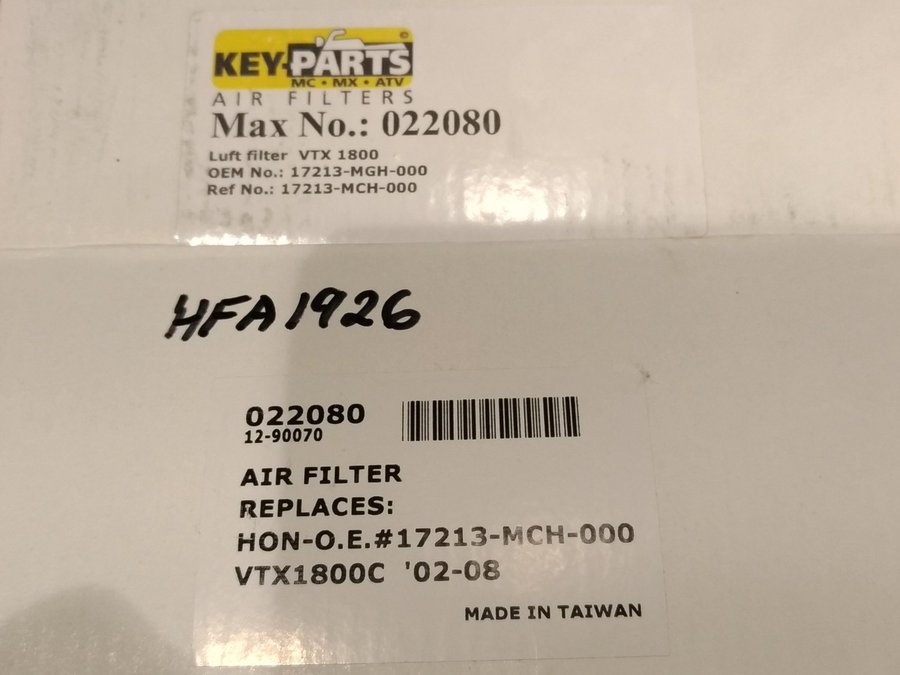 KEY-PARTS
MC • MX • ATV
AIR FILTERS
Max No.: 022080
Luft filter VTX 1800
OEM No.: 17213-MGH-000
Ref No.: 17213-MCH-000
HFA1926
022080
12-90070
AIR FILTER
REPLACES:
HON-O.E.#17213-MCH-000
VTX1800C '02-08
MADE IN TAIWAN